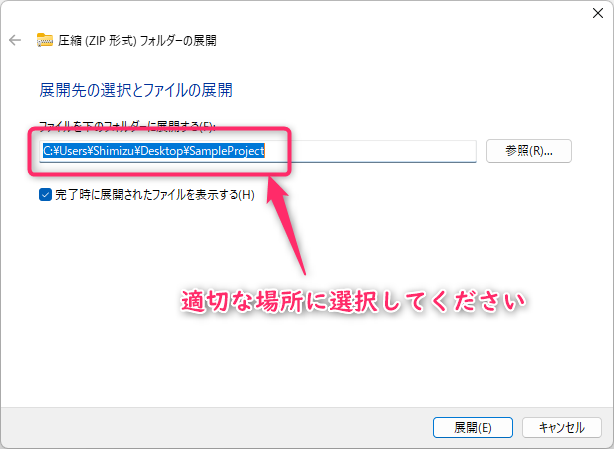 圧縮 (ZIP 形式) フォルダーの展開
展開先の選択とファイルの展開
ファイルを下のフォルダーに展開する(F):
C:¥Users¥Shimizu¥Desktop¥SampleProject
参照(R)...
完了時に展開されたファイルを表示する(H)
適切な場所に選択してください
展開(E)
キャンセル